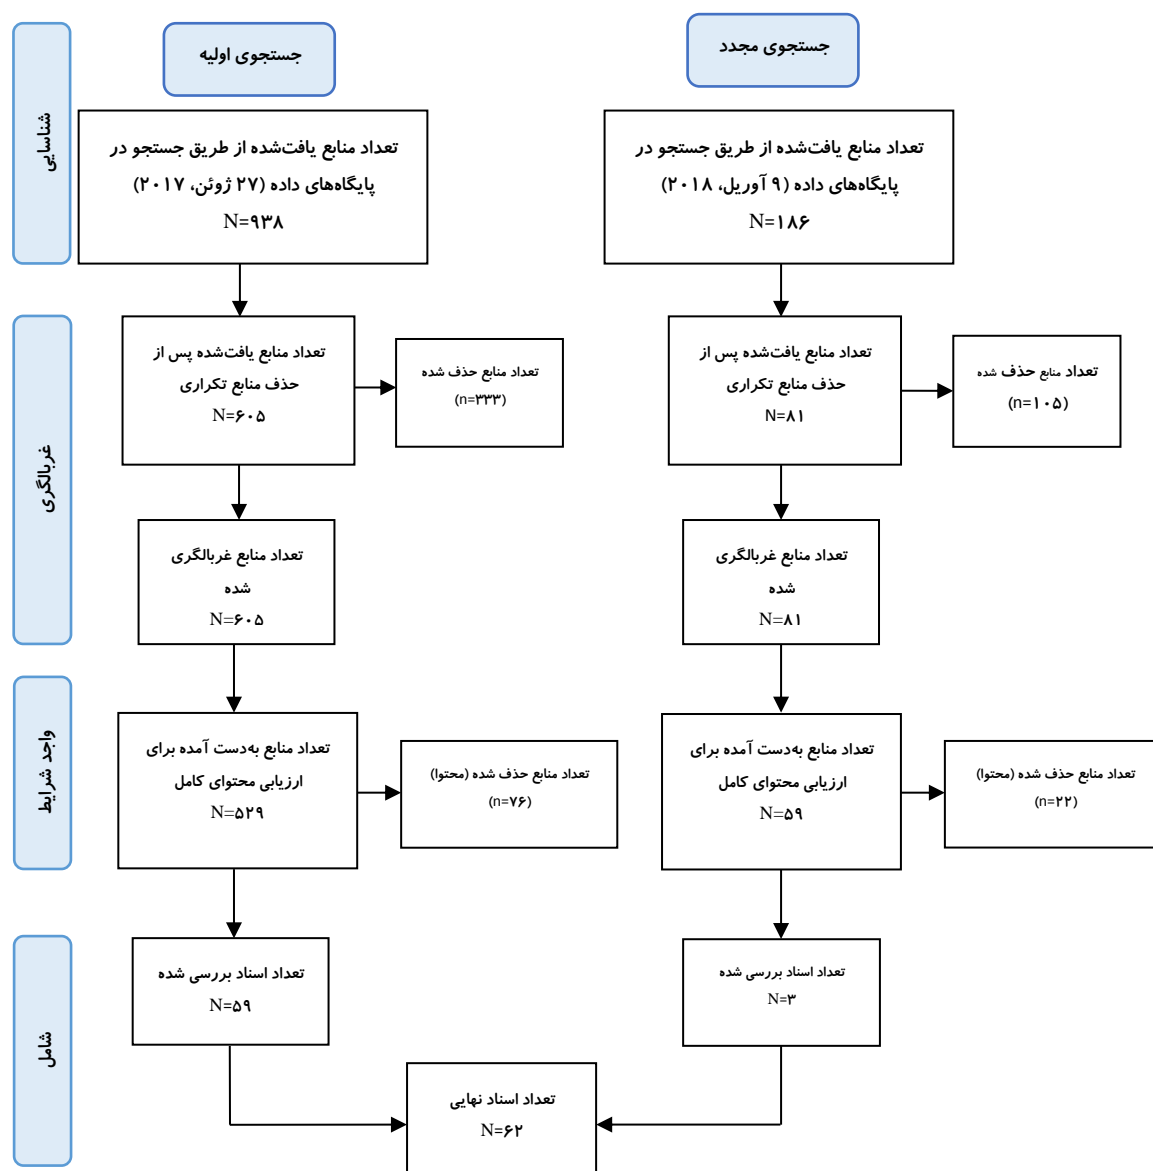 جستجوی مجدد
جستجوی اولیه
شناسایی
تعداد منابع یافت‌شده از طریق جستجو در
پایگاه‌های داده (۹ آوریل، ۲۰۱۸)
N=۱۸۶
تعداد منابع یافت‌شده از طریق جستجو در
پایگاه‌های داده (۲۷ ژوئن، ۲۰۱۷)
N=۹۳۸
غربالگری
تعداد منابع حذف شده
(n=۱۰۵)
تعداد منابع یافت‌شده پس از
حذف منابع تکراری
N=۸۱
تعداد منابع حذف شده
(n=۳۳۳)
تعداد منابع یافت‌شده پس از
حذف منابع تکراری
N=۶۰۵
تعداد منابع غربالگری
شده
N=۸۱
تعداد منابع غربالگری
شده
N=۶۰۵
واجد شرایط
تعداد منابع حذف شده (محتوا)
(n=۲۲)
تعداد منابع به‌دست آمده برای
ارزیابی محتوای کامل
N=۵۹
تعداد منابع حذف شده (محتوا)
(n=۷۶)
تعداد منابع به‌دست آمده برای
ارزیابی محتوای کامل
N=۵۲۹
شامل
تعداد اسناد بررسی شده
N=۳
تعداد اسناد بررسی شده
N=۵۹
تعداد اسناد نهایی
N=۶۲